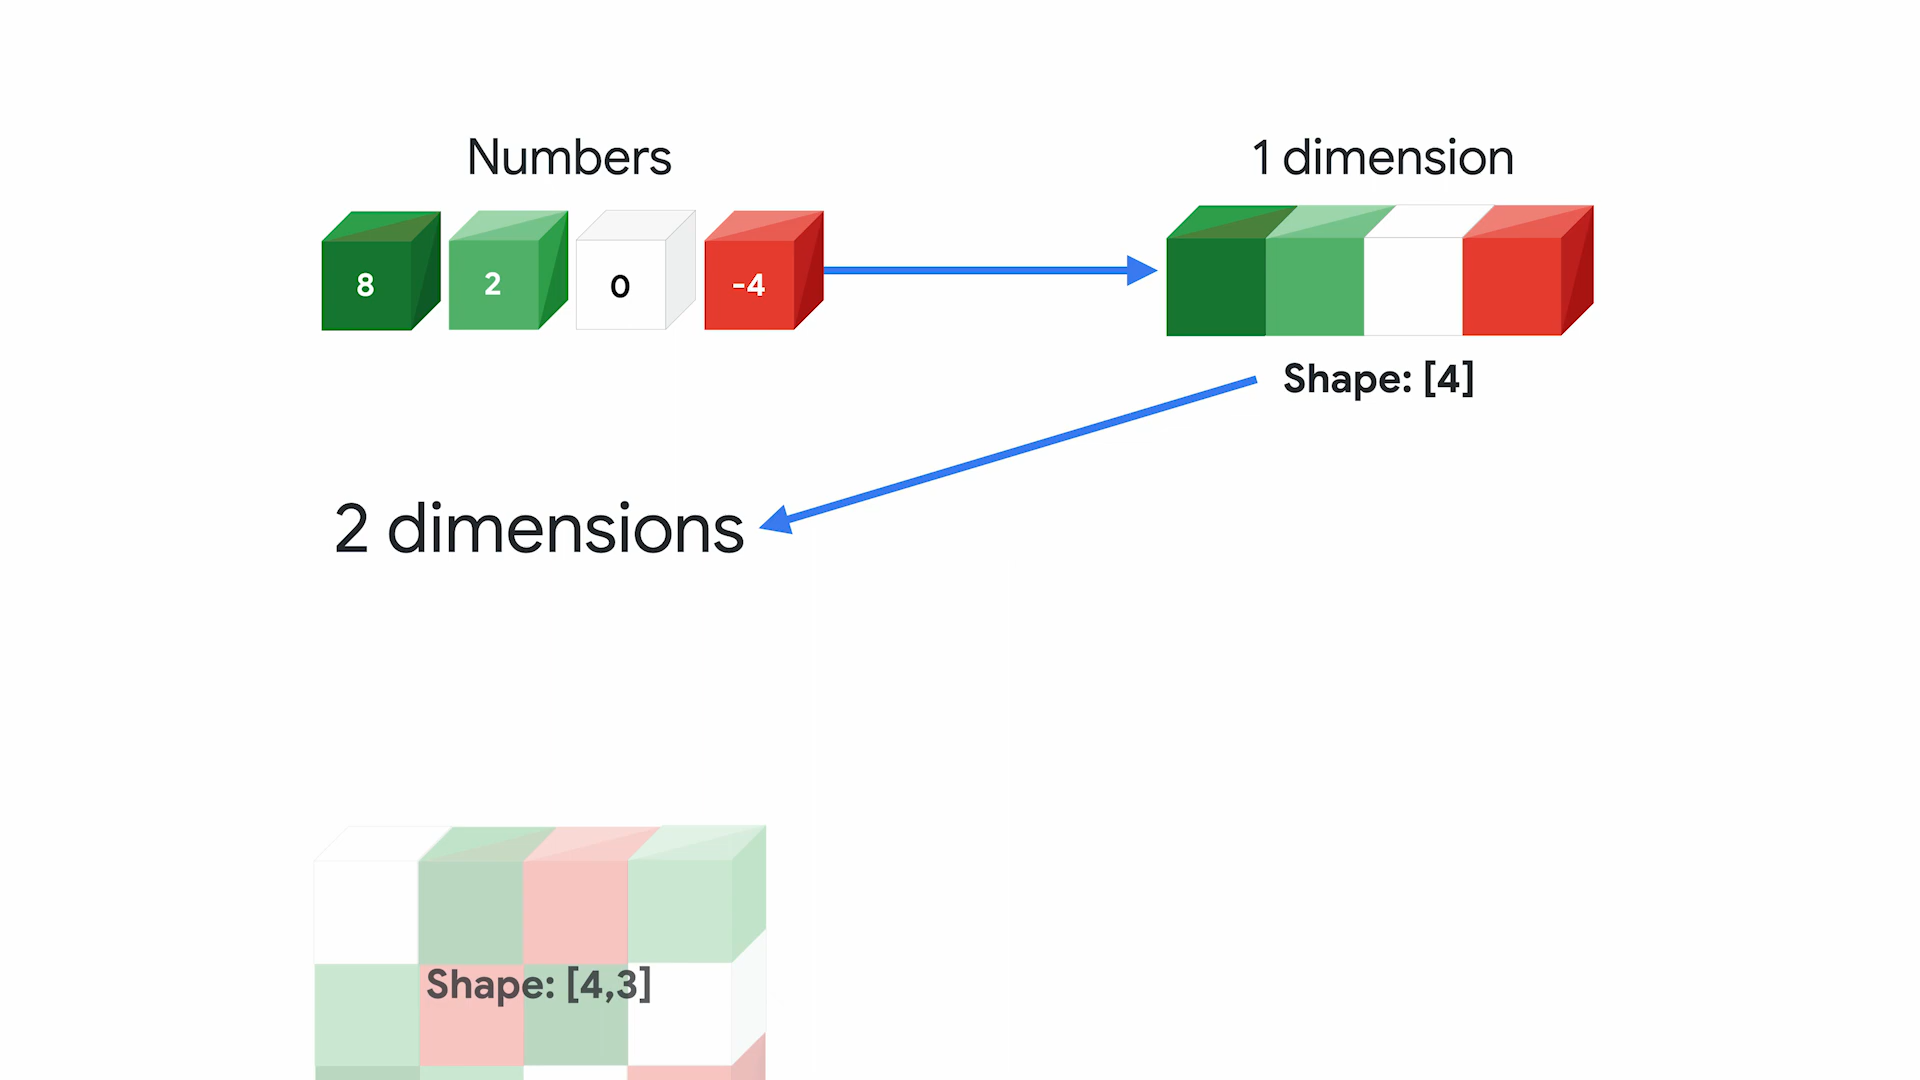 Numbers
1 dimension
8 2 0 -4
Shape: [4]
2 dimensions
Shape: [4,3]